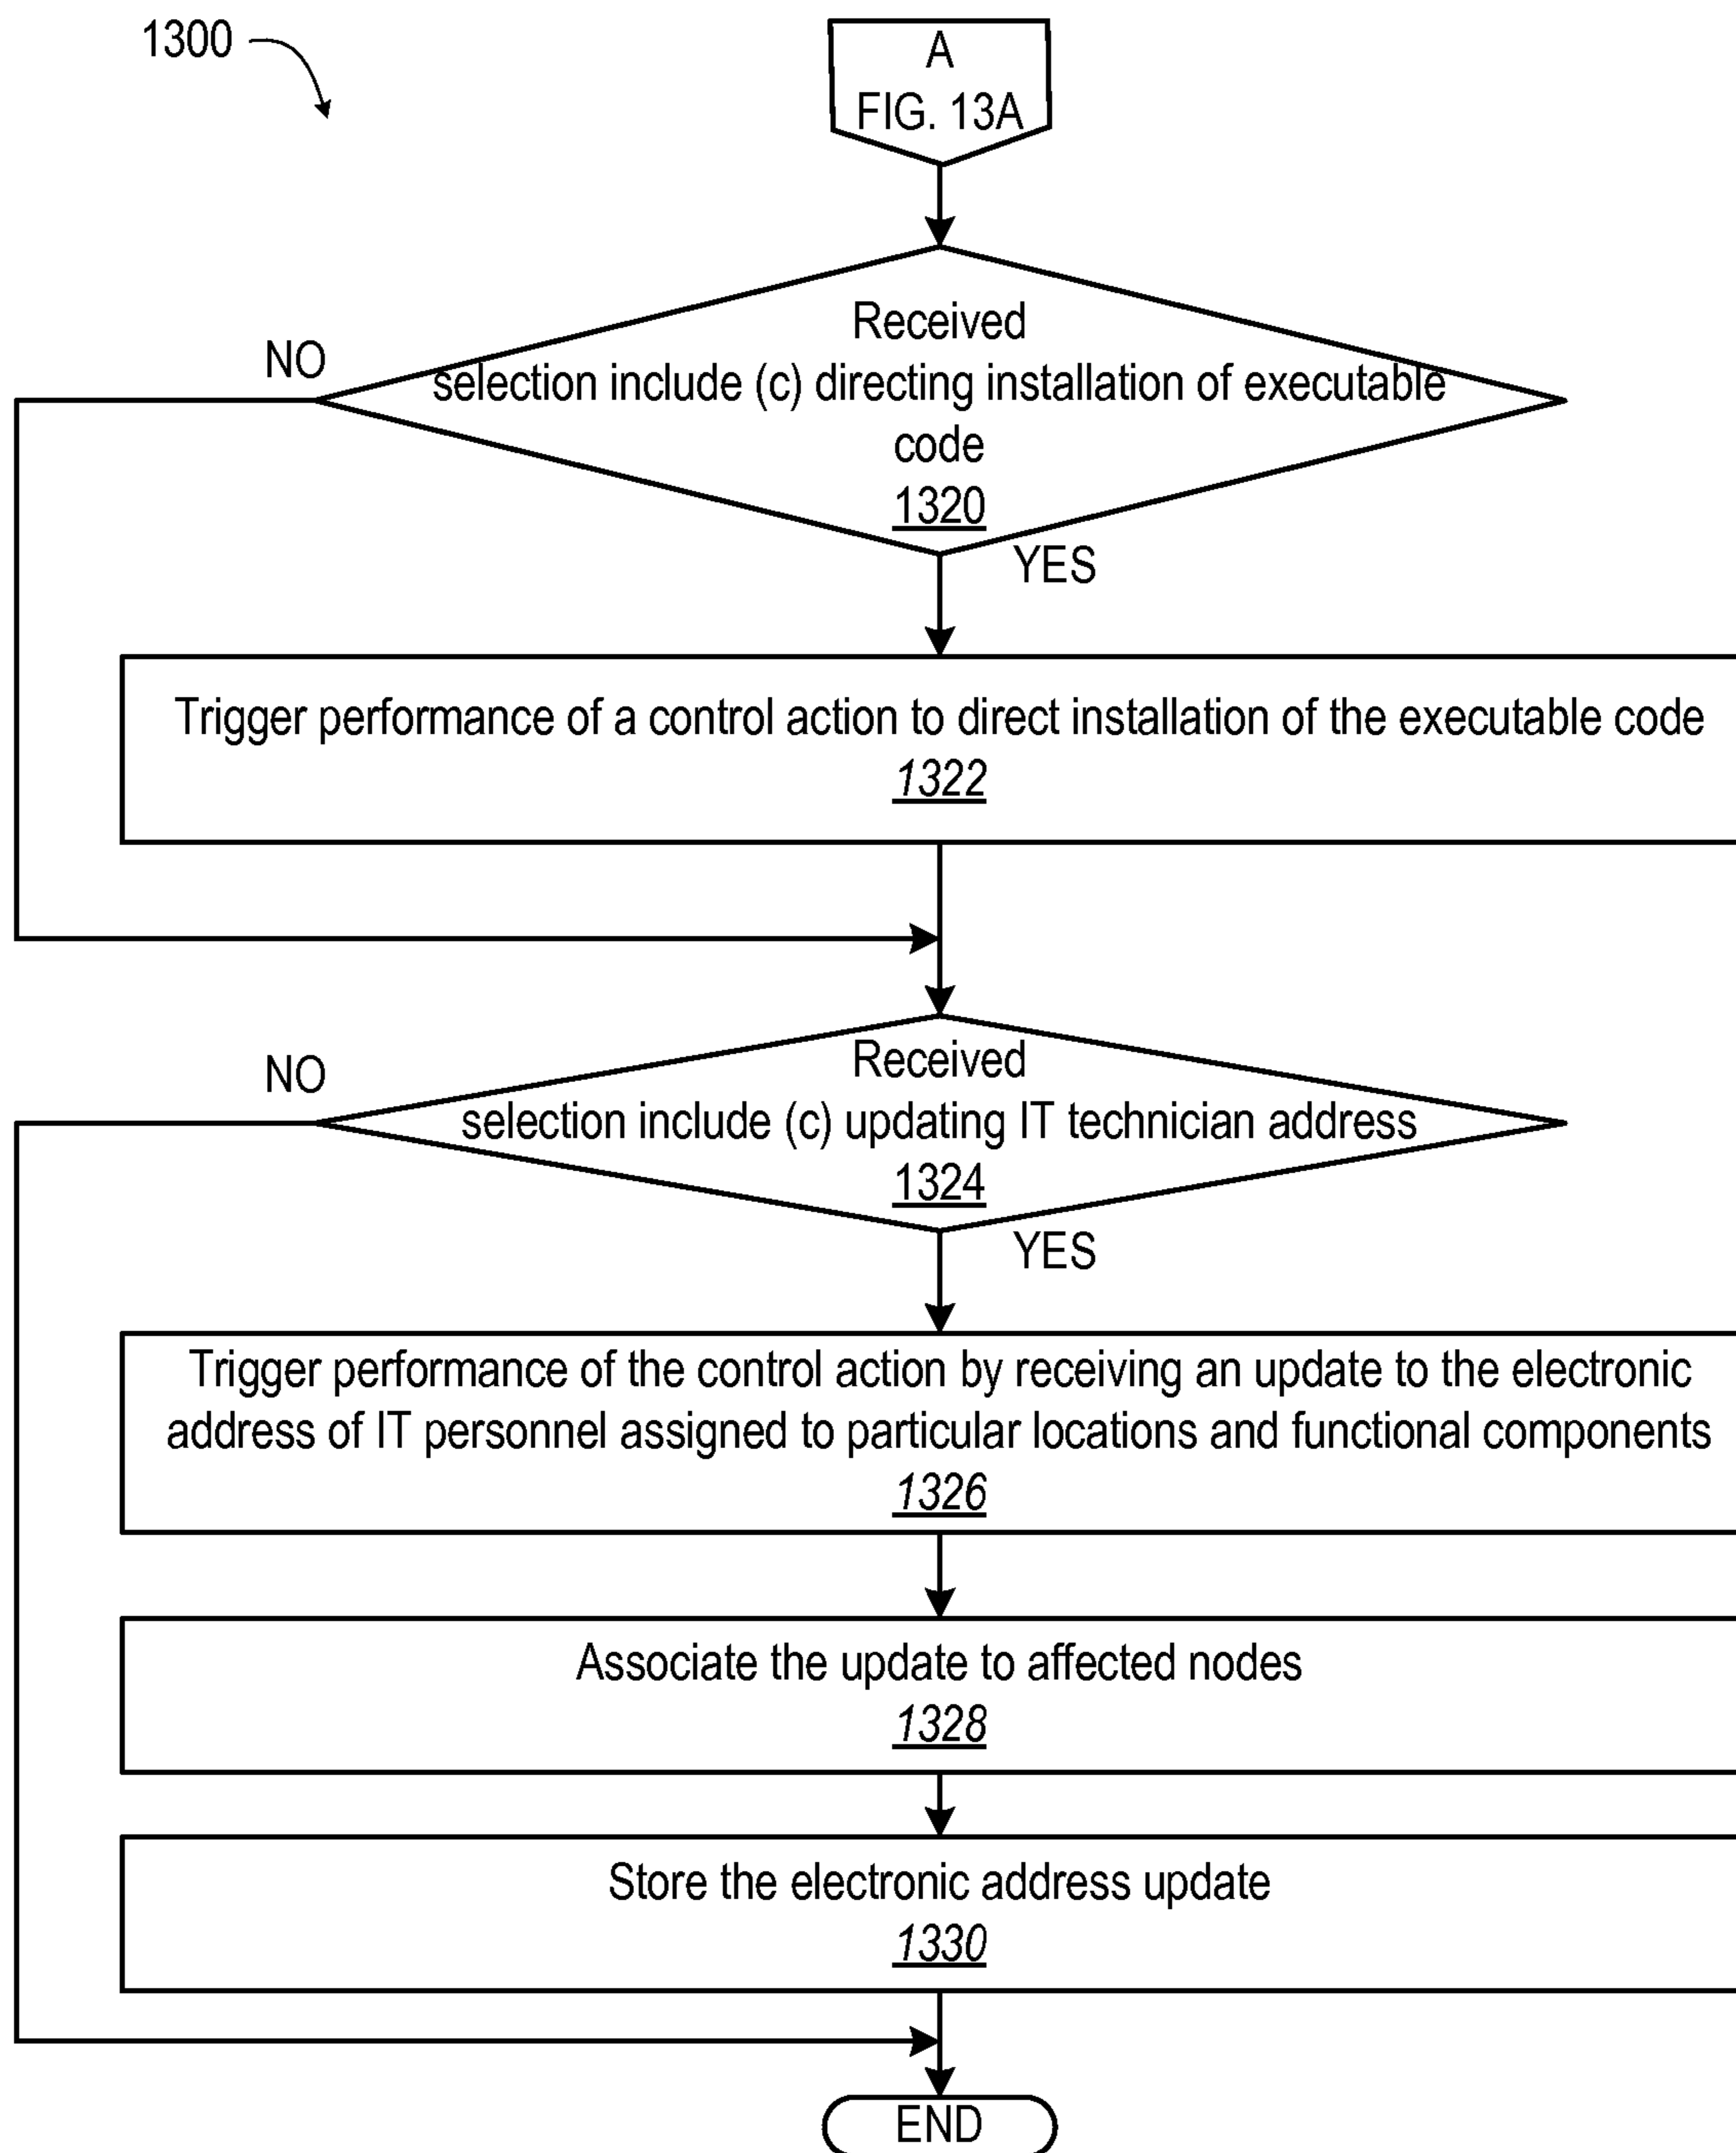 1300
A
FIG. 13A
Received
selection include (c) directing installation of executable
code
1320
NO
YES
Trigger performance of a control action to direct installation of the executable code
1322
Received
selection include (c) updating IT technician address
1324
NO
YES
Trigger performance of the control action by receiving an update to the electronic
address of IT personnel assigned to particular locations and functional components
1326
Associate the update to affected nodes
1328
Store the electronic address update
1330
END